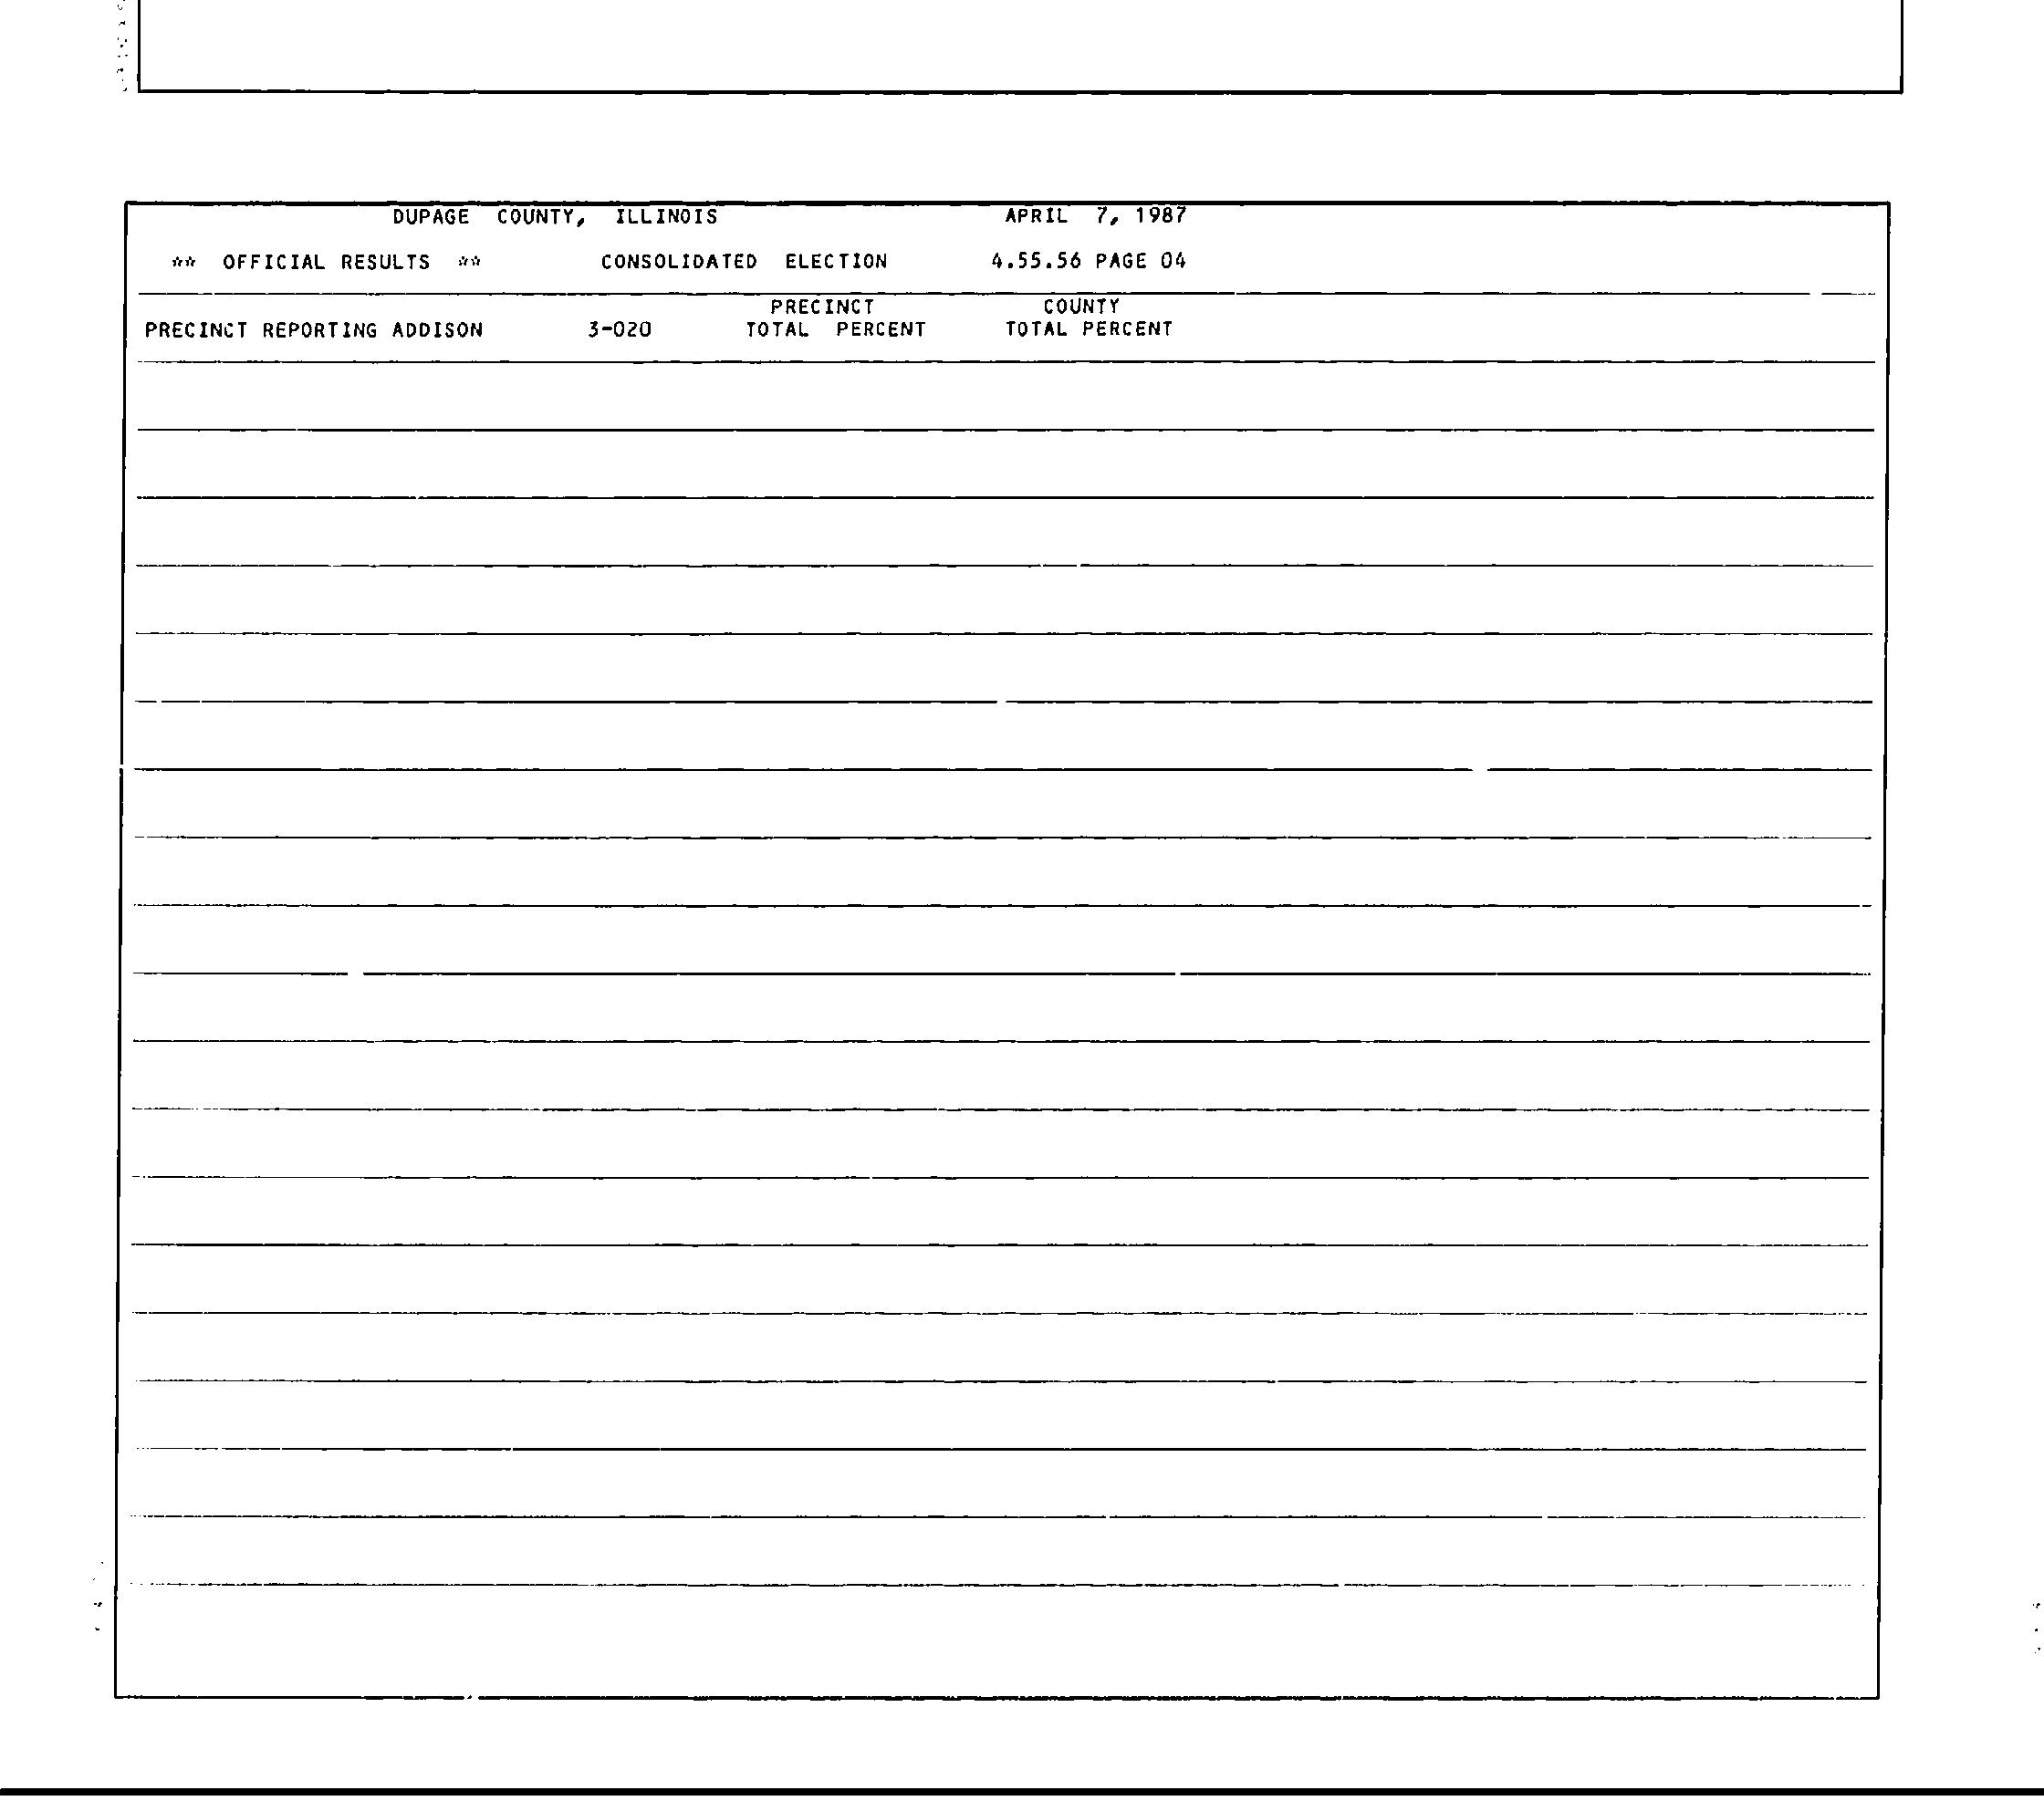 DUPAGE COUNTY, ILLINOIS APRIL 7, 1987
** OFFICIAL RESULTS ** CONSOLIDATED ELECTION 4.55.56 PAGE 04
PRECINCT COUNTY
PRECINCT REPORTING ADDISON 3-020 TOTAL PERCENT TOTAL PERCENT